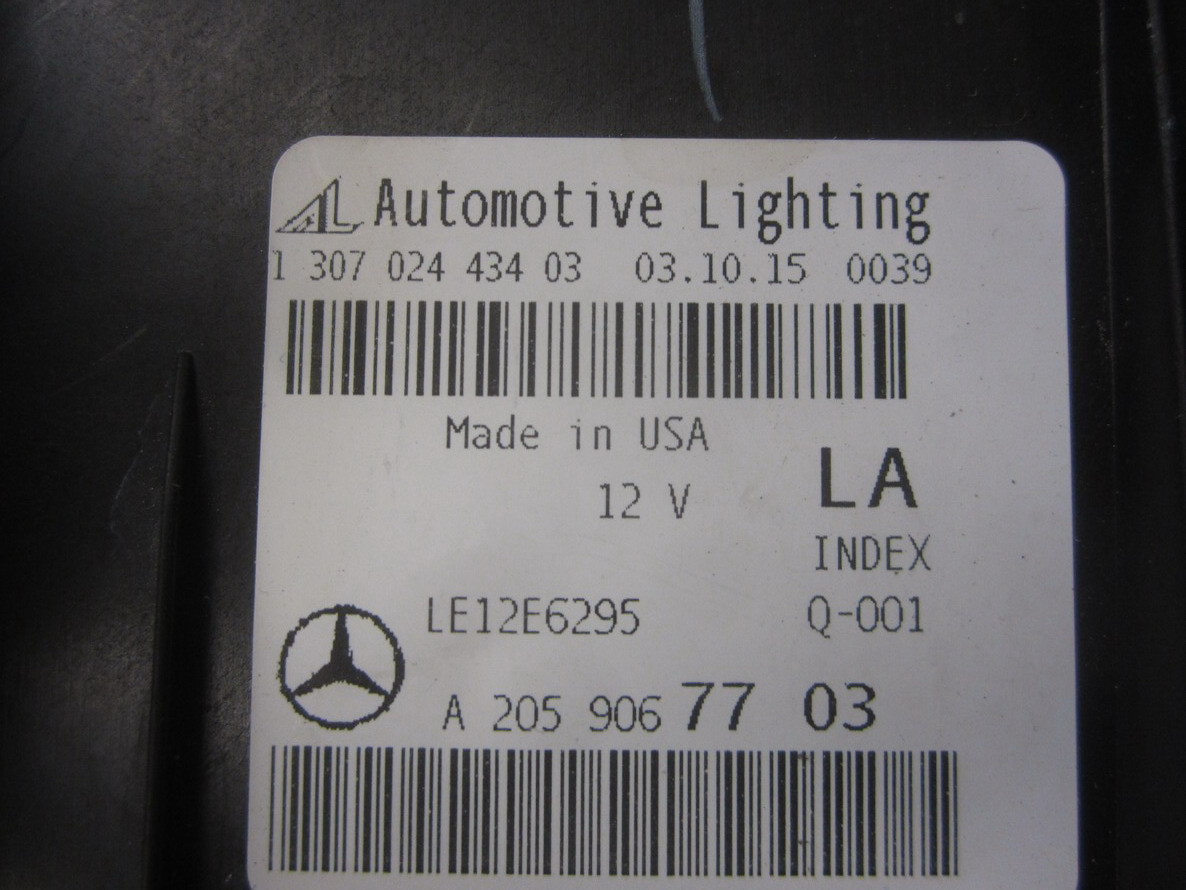 AL Automotive Lighting
1 307 024 434 03 03.10.15 0039
Made in USA
12 V LA
INDEX
LE12E6295 Q-001
A 205 906 77 03